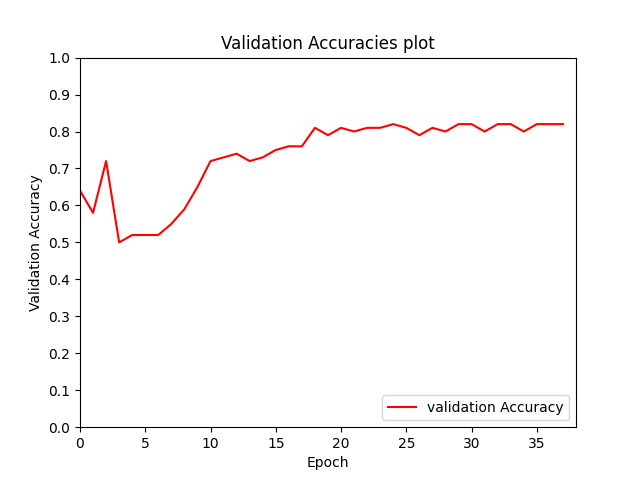 Validation Accuracies plot
1.0
0.9
0.8
0.7
0.6
0.5
0.4
0.3
0.2
0.1
0.0
Validation Accuracy
validation Accuracy
0 5 10 15 20 25 30 35
Epoch